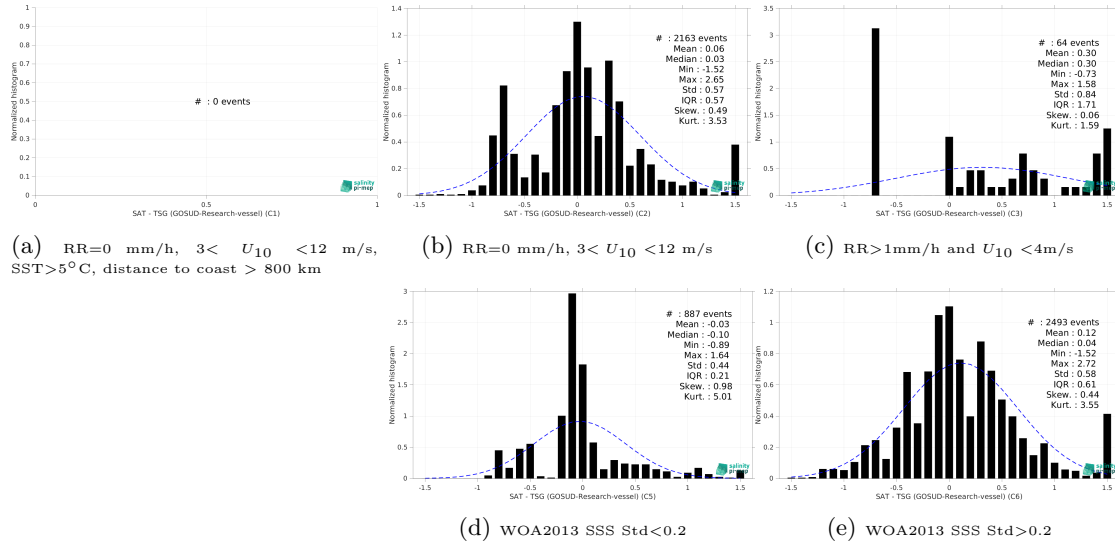 Normalized histogram
1
0.9
0.8
0.7
0.6
0.5
0.4
0.3
0.2
0.1
0
# : 0 events
0 0.5 1
SAT - TSG (GOSUD-Research-vessel) (C1)
salinity
pi-mep
(a) RR=0 mm/h, 3< U10 <12 m/s,
SST>5°C, distance to coast > 800 km
Normalized histogram
1.4
1.2
1
0.8
0.6
0.4
0.2
0
# : 2163 events
Mean : 0.06
Median : 0.03
Min : -1.52
Max : 2.65
Std : 0.57
IQR : 0.57
Skew. : 0.49
Kurt. : 3.53
-1.5 -1 -0.5 0 0.5 1 1.5
SAT - TSG (GOSUD-Research-vessel) (C2)
salinity
pi-mep
(b) RR=0 mm/h, 3< U10 <12 m/s
Normalized histogram
3.5
3
2.5
2
1.5
1
0.5
0
# : 64 events
Mean : 0.30
Median : 0.30
Min : -0.73
Max : 1.58
Std : 0.84
IQR : 1.71
Skew. : 0.06
Kurt. : 1.59
-1.5 -1 -0.5 0 0.5 1 1.5
SAT - TSG (GOSUD-Research-vessel) (C3)
salinity
pi-mep
(c) RR>1mm/h and U10 <4m/s
Normalized histogram
3
2.5
2
1.5
1
0.5
0
# : 887 events
Mean : -0.03
Median : -0.10
Min : -0.89
Max : 1.64
Std : 0.44
IQR : 0.21
Skew. : 0.98
Kurt. : 5.01
-1.5 -1 -0.5 0 0.5 1 1.5
SAT - TSG (GOSUD-Research-vessel) (C5)
salinity
pi-mep
(d) WOA2013 SSS Std<0.2
Normalized histogram
1.2
1
0.8
0.6
0.4
0.2
0
# : 2493 events
Mean : 0.12
Median : 0.04
Min : -1.52
Max : 2.72
Std : 0.58
IQR : 0.61
Skew. : 0.44
Kurt. : 3.55
-1.5 -1 -0.5 0 0.5 1 1.5
SAT - TSG (GOSUD-Research-vessel) (C6)
salinity
pi-mep
(e) WOA2013 SSS Std>0.2